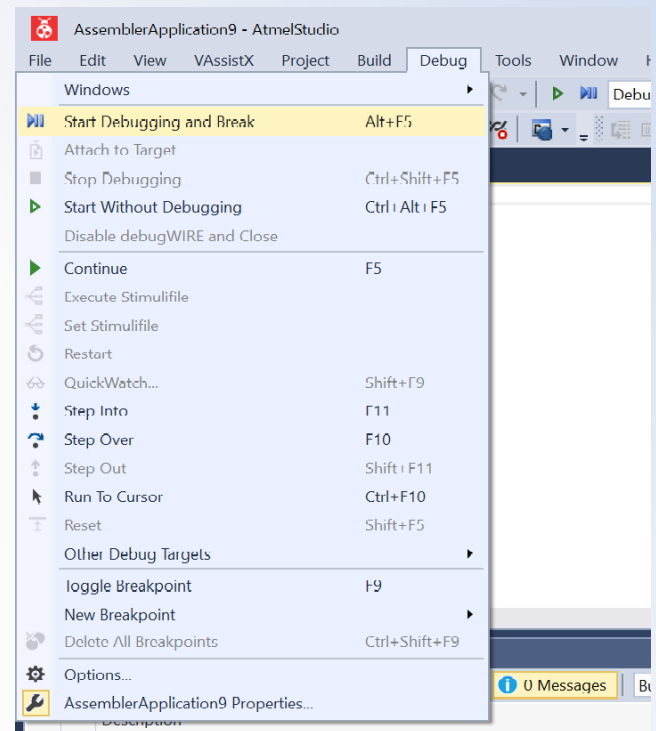 AssemblerApplication9 - AtmelStudio
File Edit View VAssistX Project Build Debug Tools Window
Windows
Debu
Start Debugging and Break Alt+F5
Attach to Target
Stop Debugging Ctrl+Shift+F5
Start Without Debugging Ctrl+Alt+F5
Disable debugWIRE and Close
Continue F5
Execute Stimulifile
Set Stimulifile
Restart
QuickWatch... Shift+F9
Step Into F11
Step Over F10
Step Out Shift+F11
Run To Cursor Ctrl+F10
Reset Shift+F5
Other Debug Targets
Toggle Breakpoint F9
New Breakpoint
Delete All Breakpoints Ctrl+Shift+F9
Options...
0 Messages Bu
AssemblerApplication9 Properties...
Description